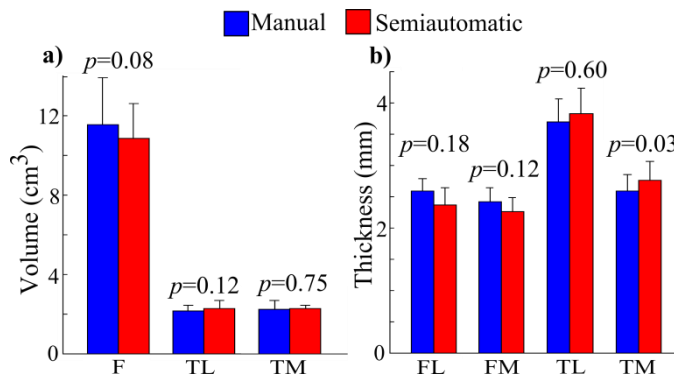 Manual Semiautomatic
a)
p=0.08
p=0.12
p=0.75
Volume (cm³)
12
8
4
2
0
F TL TM
b)
p=0.18
p=0.12
p=0.60
p=0.03
Thickness (mm)
4
2
0
FL FM TL TM